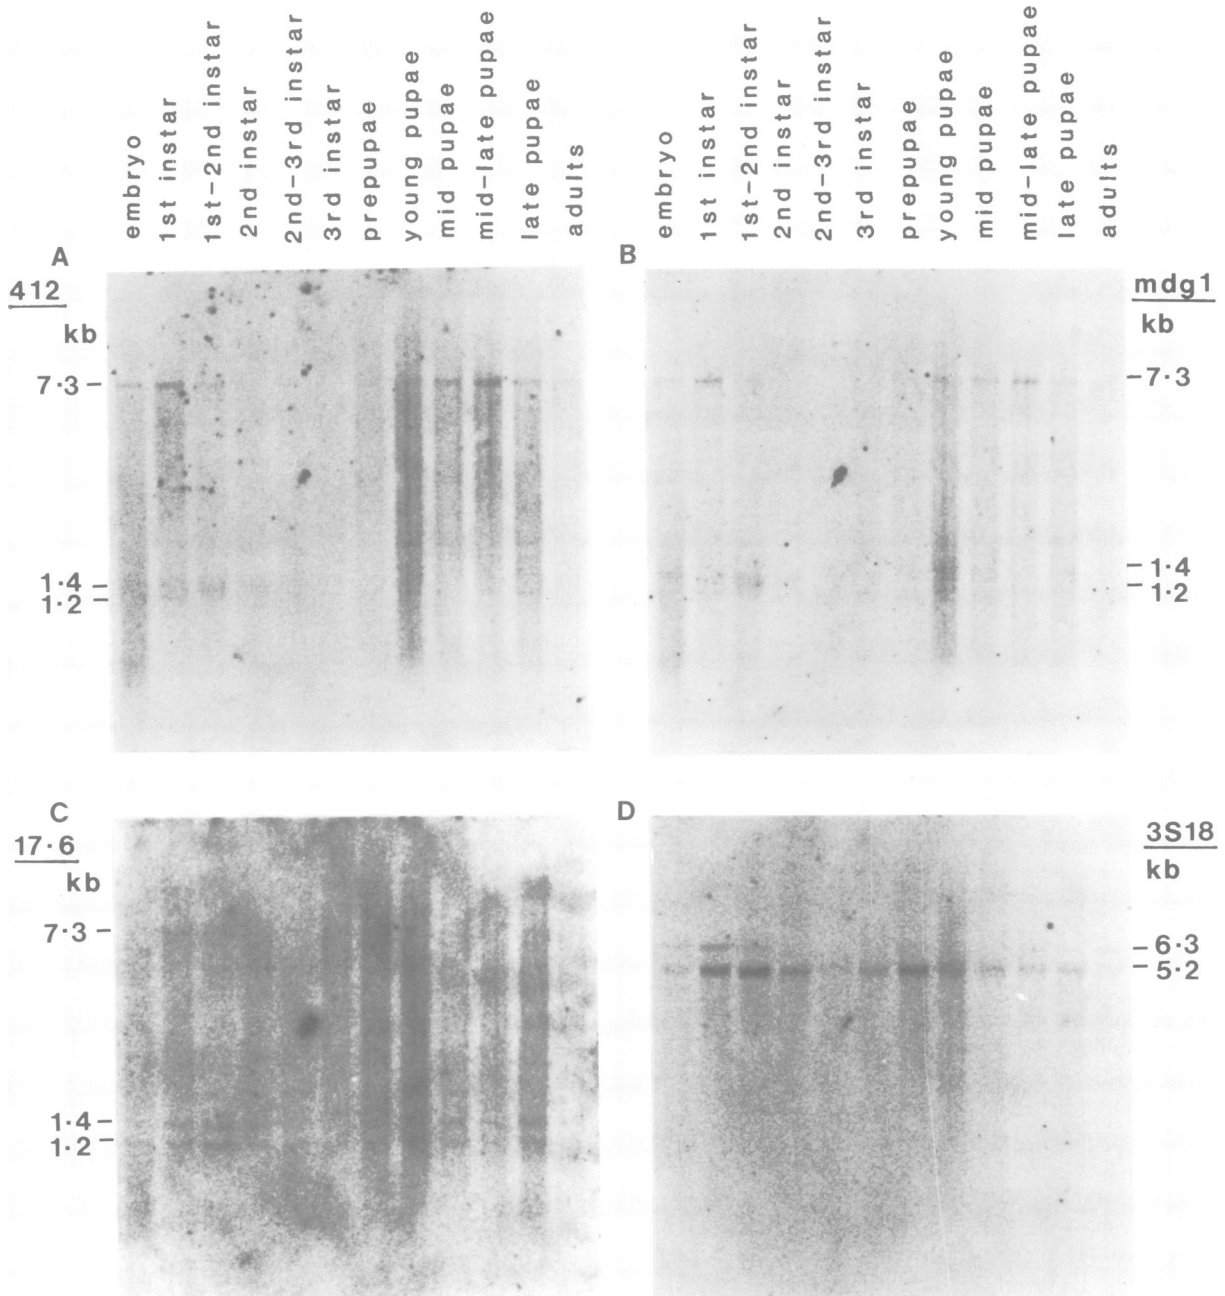 embryo
1st instar
1st-2nd instar
2nd instar
2nd-3rd instar
3rd instar
prepupae
young pupae
mid pupae
mid-late pupae
late pupae
adults
embryo
1st instar
1st-2nd instar
2nd instar
2nd-3rd instar
3rd instar
prepupae
young pupae
mid pupae
mid-late pupae
late pupae
adults
A
412
kb
7·3
1·4
1·2
B
mdg1
kb
7·3
1·4
1·2
C
17·6
kb
7·3
1·4
1·2
D
3S18
kb
6·3
5·2